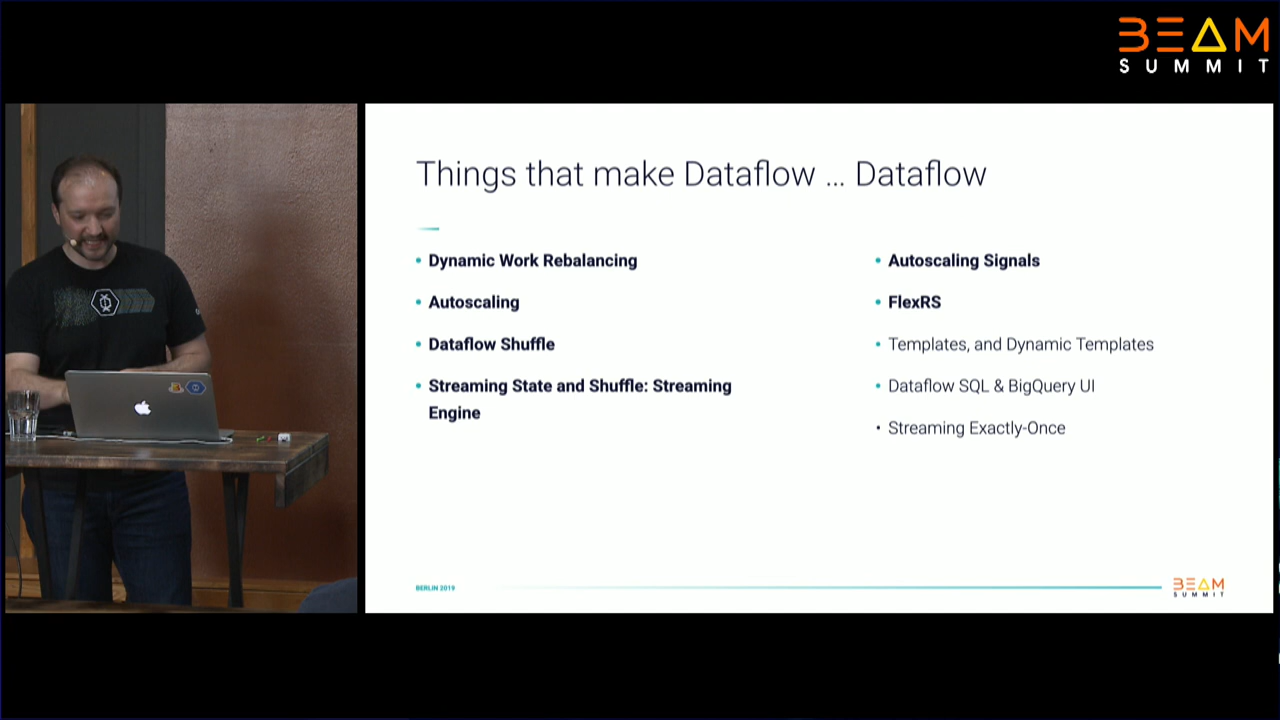 BEAM
SUMMIT
Things that make Dataflow ... Dataflow
• Dynamic Work Rebalancing
• Autoscaling
• Dataflow Shuffle
• Streaming State and Shuffle: Streaming
Engine
• Autoscaling Signals
• FlexRS
• Templates, and Dynamic Templates
• Dataflow SQL & BigQuery UI
• Streaming Exactly-Once
BERLIN 2019
BEAM
SUMMIT